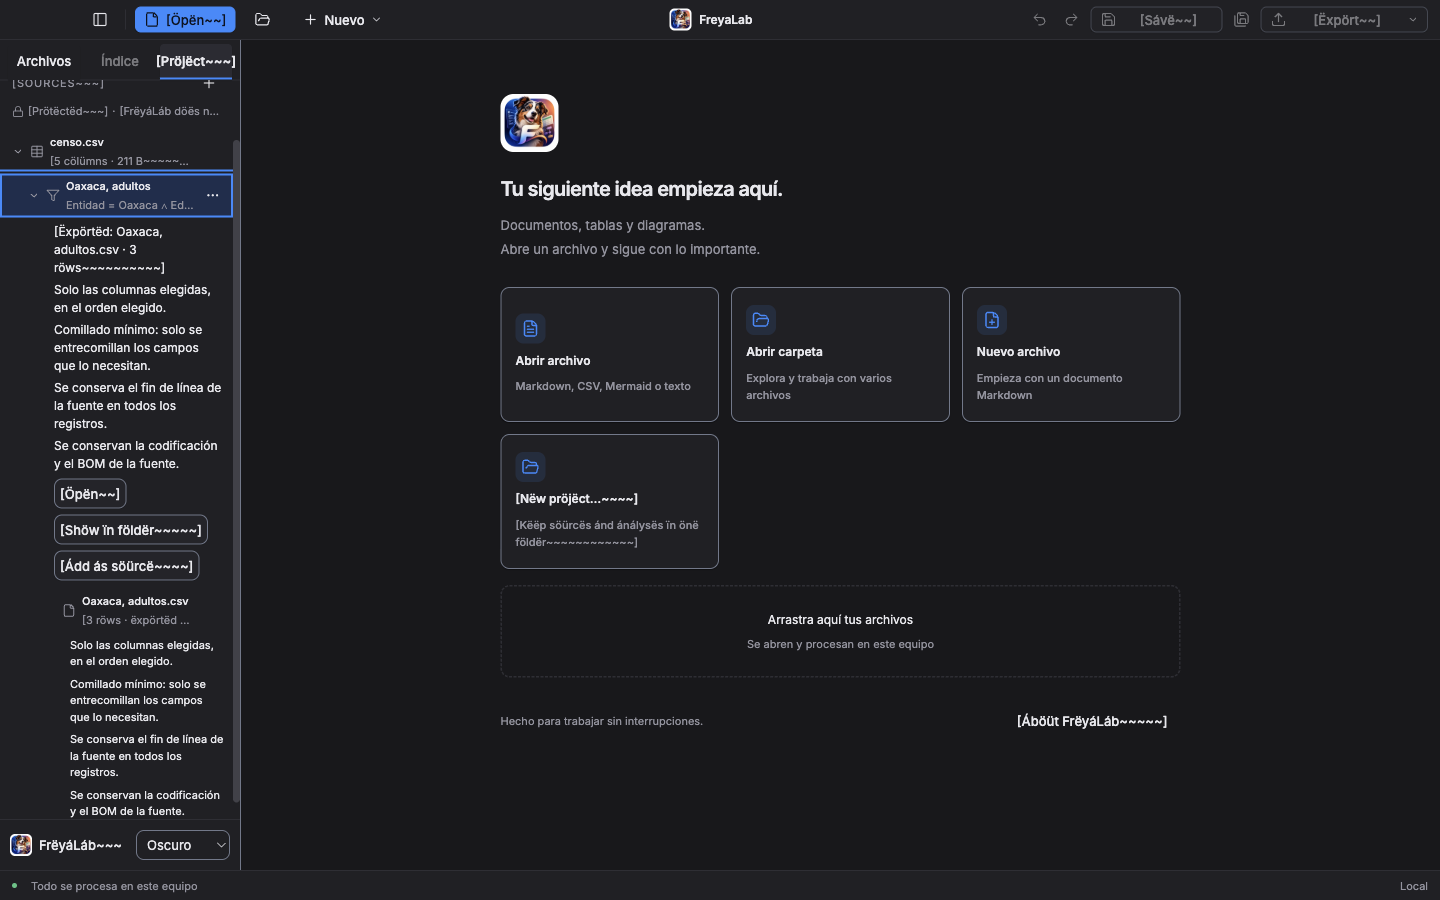 [Öpën~~]
Nuevo
FreyaLab
[Sávë~~]
[Ëxpört~~]
Archivos
Índice
[Pröjëct~~~]
[SOURCES~~~]
[Prötëctëd~~~] · [FrëyáLáb döës n...
censo.csv
[5 cölümns · 211 B~~~~~...
Oaxaca, adultos
Entidad = Oaxaca ∧ Ed...
[Ëxpörtëd: Oaxaca,
adultos.csv · 3
röws~~~~~~~~~~]
Solo las columnas elegidas,
en el orden elegido.
Comillado mínimo: solo se
entrecomillan los campos
que lo necesitan.
Se conserva el fin de línea de
la fuente en todos los
registros.
Se conservan la codificación
y el BOM de la fuente.
[Öpën~~]
[Shöw ïn földër~~~~~]
[Ádd ás söürcë~~~~]
Oaxaca, adultos.csv
[3 röws · ëxpörtëd ...
Solo las columnas elegidas,
en el orden elegido.
Comillado mínimo: solo se
entrecomillan los campos
que lo necesitan.
Se conserva el fin de línea de
la fuente en todos los
registros.
Se conservan la codificación
y el BOM de la fuente.
FrëyáLáb~~~
Oscuro
Tu siguiente idea empieza aquí.
Documentos, tablas y diagramas.
Abre un archivo y sigue con lo importante.
Abrir archivo
Markdown, CSV, Mermaid o texto
Abrir carpeta
Explora y trabaja con varios
archivos
Nuevo archivo
Empieza con un documento
Markdown
[Nëw pröjëct...~~~~]
[Këëp söürcës ánd ánálysës ïn önë
földër~~~~~~~~~~~~]
Arrastra aquí tus archivos
Se abren y procesan en este equipo
Hecho para trabajar sin interrupciones.
[Áböüt FrëyáLáb~~~~~]
Todo se procesa en este equipo
Local